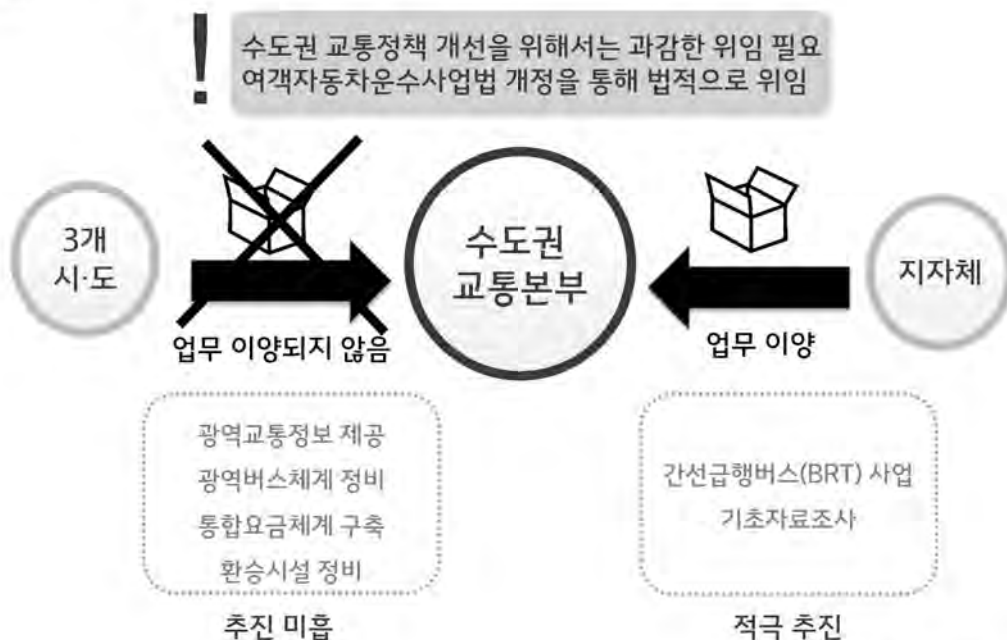 !
수도권 교통정책 개선을 위해서는 과감한 위임 필요
여객자동차운수사업법 개정을 통해 법적으로 위임
3개
시·도
업무 이양되지 않음
수도권
교통본부
업무 이양
지자체
광역교통정보 제공
광역버스체계 정비
통합요금체계 구축
환승시설 정비
추진 미흡
간선급행버스(BRT) 사업
기초자료조사
적극 추진